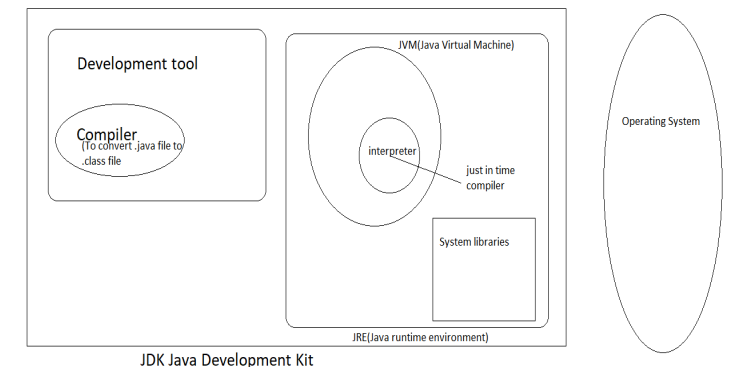 Development tool
Compiler
(To convert .java file to
.class file
JVM(Java Virtual Machine)
interpreter
just in time
compiler
System libraries
JRE(Java runtime environment)
JDK Java Development Kit
Operating System